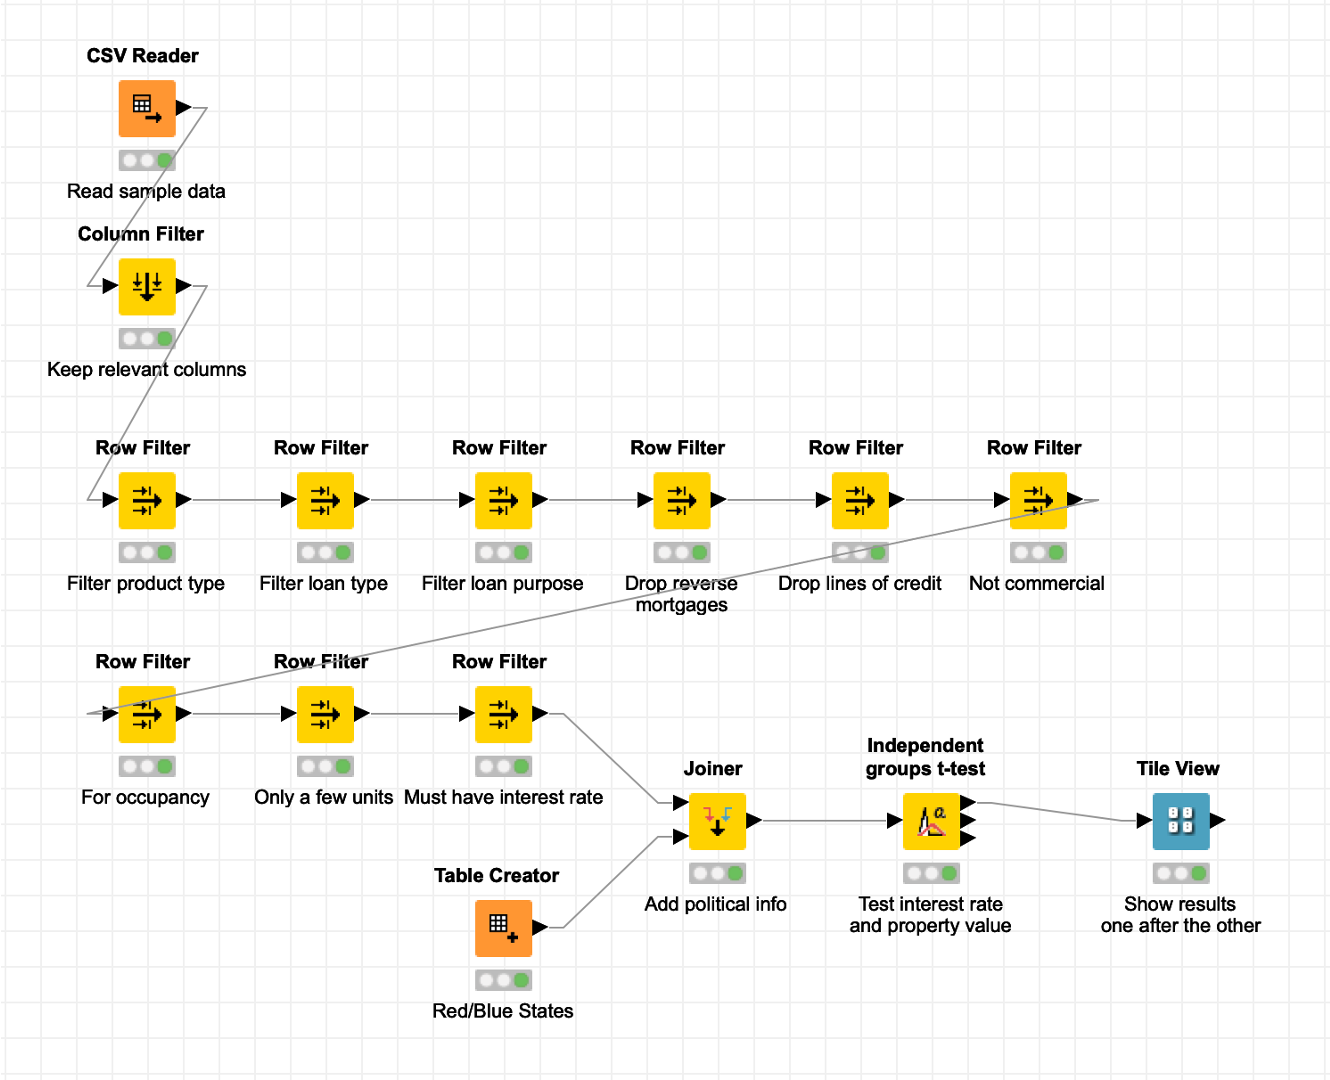 CSV Reader
Read sample data
Column Filter
Keep relevant columns
Row Filter
Row Filter
Row Filter
Row Filter
Row Filter
Row Filter
Filter product type
Filter loan type
Filter loan purpose
Drop reverse
mortgages
Drop lines of credit
Not commercial
Row Filter
Row Filter
Row Filter
For occupancy
Only a few units
Must have interest rate
Table Creator
Red/Blue States
Joiner
Add political info
Independent
groups t-test
α
Test interest rate
and property value
Tile View
Show results
one after the other